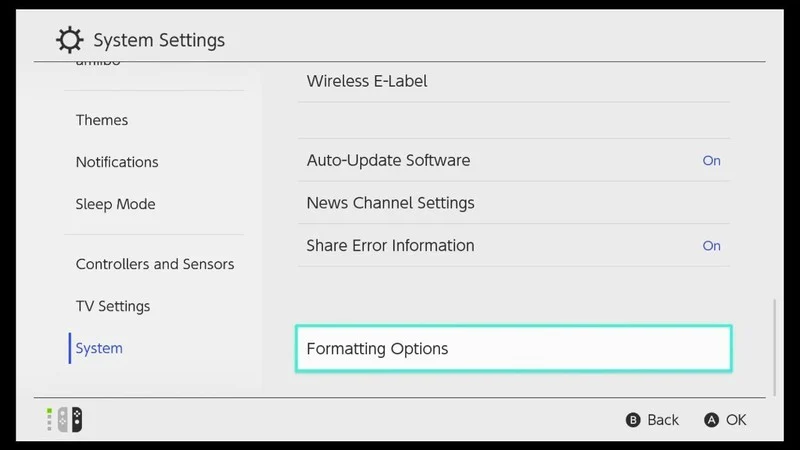 System Settings
amiibo
Themes
Notifications
Sleep Mode
Controllers and Sensors
TV Settings
System
Wireless E-Label
Auto-Update Software On
News Channel Settings
Share Error Information On
Formatting Options
B Back A OK